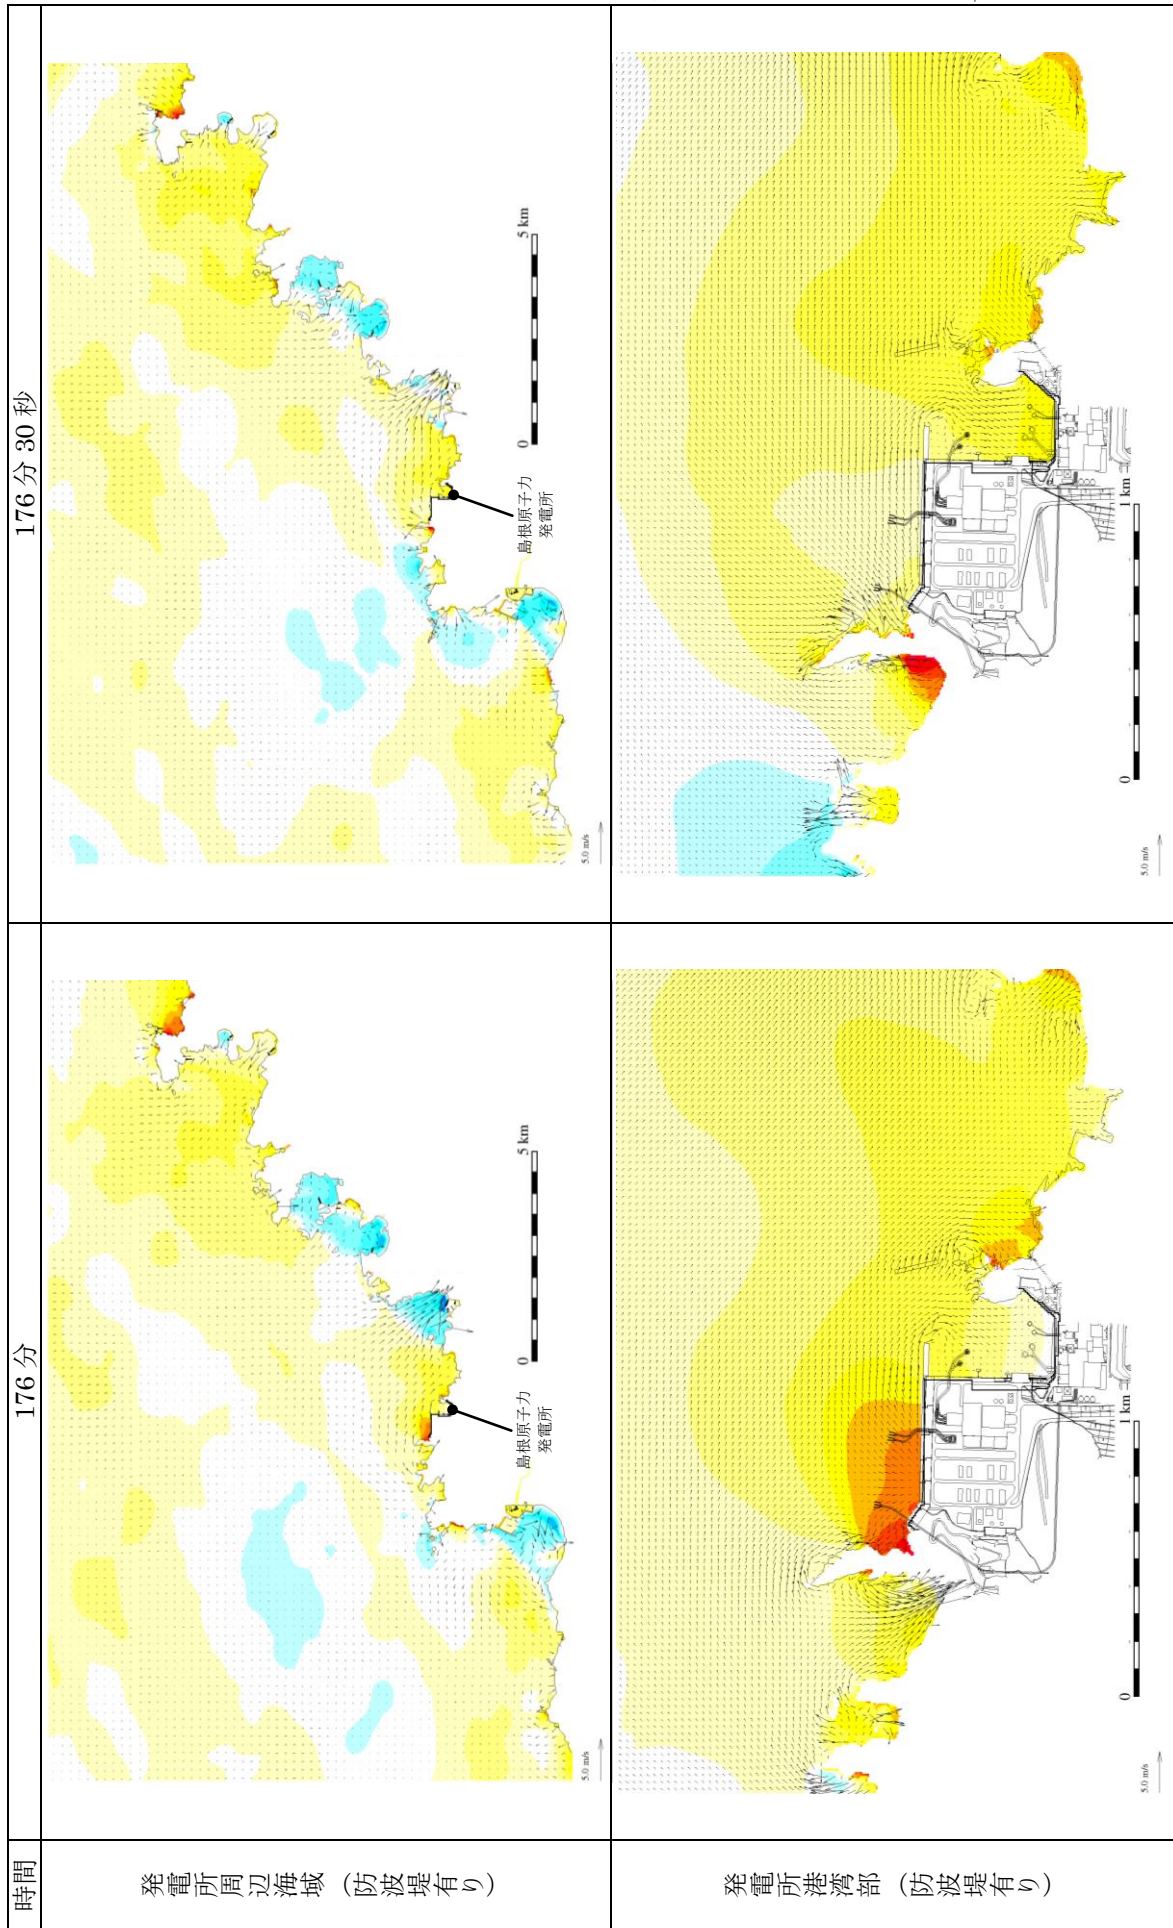 時間
176分
176分30秒
発電所周辺海域（防波堤有り）
島根原子力
発電所
0
5 km
5.0 m/s
島根原子力
発電所
0
5 km
5.0 m/s
発電所港湾部（防波堤有り）
0
1 km
5.0 m/s
0
1 km
5.0 m/s